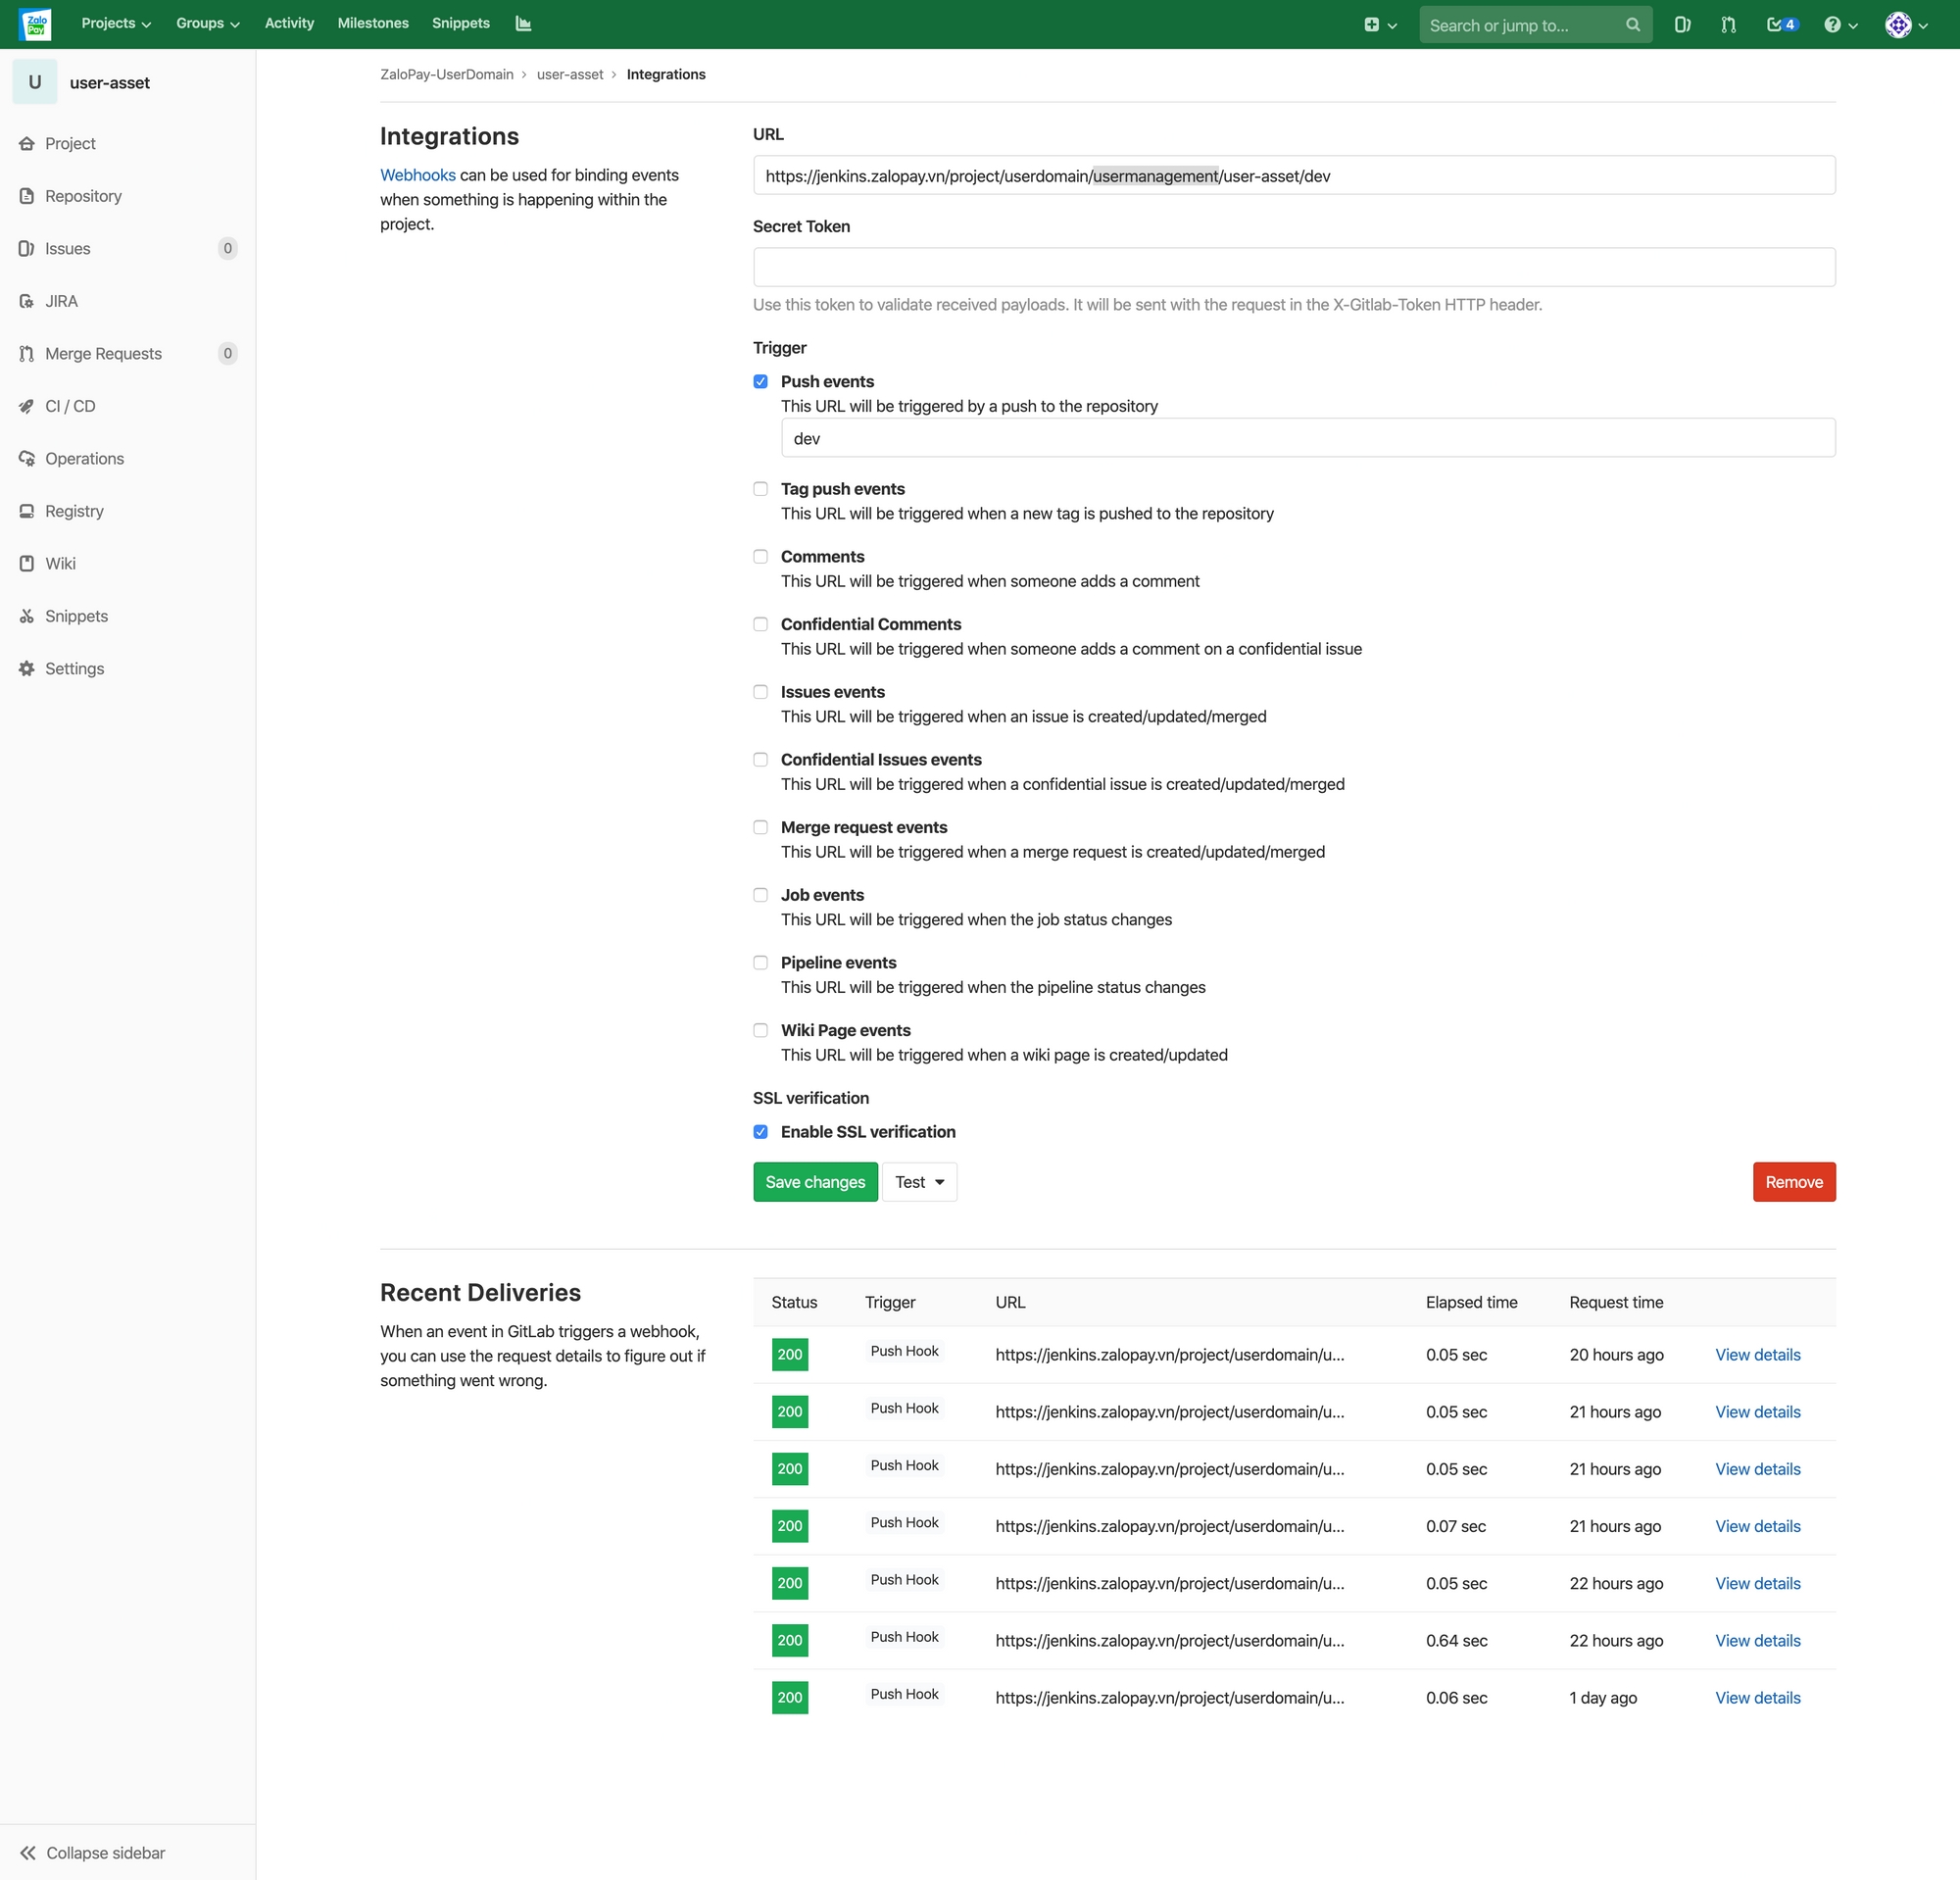 Zalo Pay
Projects Groups Activity Milestones Snippets
Search or jump to...
4
U user-asset
Project
Repository
Issues 0
JIRA
Merge Requests 0
CI / CD
Operations
Registry
Wiki
Snippets
Settings
Collapse sidebar
ZaloPay-UserDomain › user-asset › Integrations
Integrations
Webhooks can be used for binding events
when something is happening within the
project.
URL
https://jenkins.zalopay.vn/project/userdomain/usermanagement/user-asset/dev
Secret Token
Use this token to validate received payloads. It will be sent with the request in the X-Gitlab-Token HTTP header.
Trigger
Push events
This URL will be triggered by a push to the repository
dev
Tag push events
This URL will be triggered when a new tag is pushed to the repository
Comments
This URL will be triggered when someone adds a comment
Confidential Comments
This URL will be triggered when someone adds a comment on a confidential issue
Issues events
This URL will be triggered when an issue is created/updated/merged
Confidential Issues events
This URL will be triggered when a confidential issue is created/updated/merged
Merge request events
This URL will be triggered when a merge request is created/updated/merged
Job events
This URL will be triggered when the job status changes
Pipeline events
This URL will be triggered when the pipeline status changes
Wiki Page events
This URL will be triggered when a wiki page is created/updated
SSL verification
Enable SSL verification
Save changes Test Remove
Recent Deliveries
When an event in GitLab triggers a webhook,
you can use the request details to figure out if
something went wrong.
Status Trigger URL Elapsed time Request time
200 Push Hook https://jenkins.zalopay.vn/project/userdomain/u... 0.05 sec 20 hours ago View details
200 Push Hook https://jenkins.zalopay.vn/project/userdomain/u... 0.05 sec 21 hours ago View details
200 Push Hook https://jenkins.zalopay.vn/project/userdomain/u... 0.05 sec 21 hours ago View details
200 Push Hook https://jenkins.zalopay.vn/project/userdomain/u... 0.07 sec 21 hours ago View details
200 Push Hook https://jenkins.zalopay.vn/project/userdomain/u... 0.05 sec 22 hours ago View details
200 Push Hook https://jenkins.zalopay.vn/project/userdomain/u... 0.64 sec 22 hours ago View details
200 Push Hook https://jenkins.zalopay.vn/project/userdomain/u... 0.06 sec 1 day ago View details